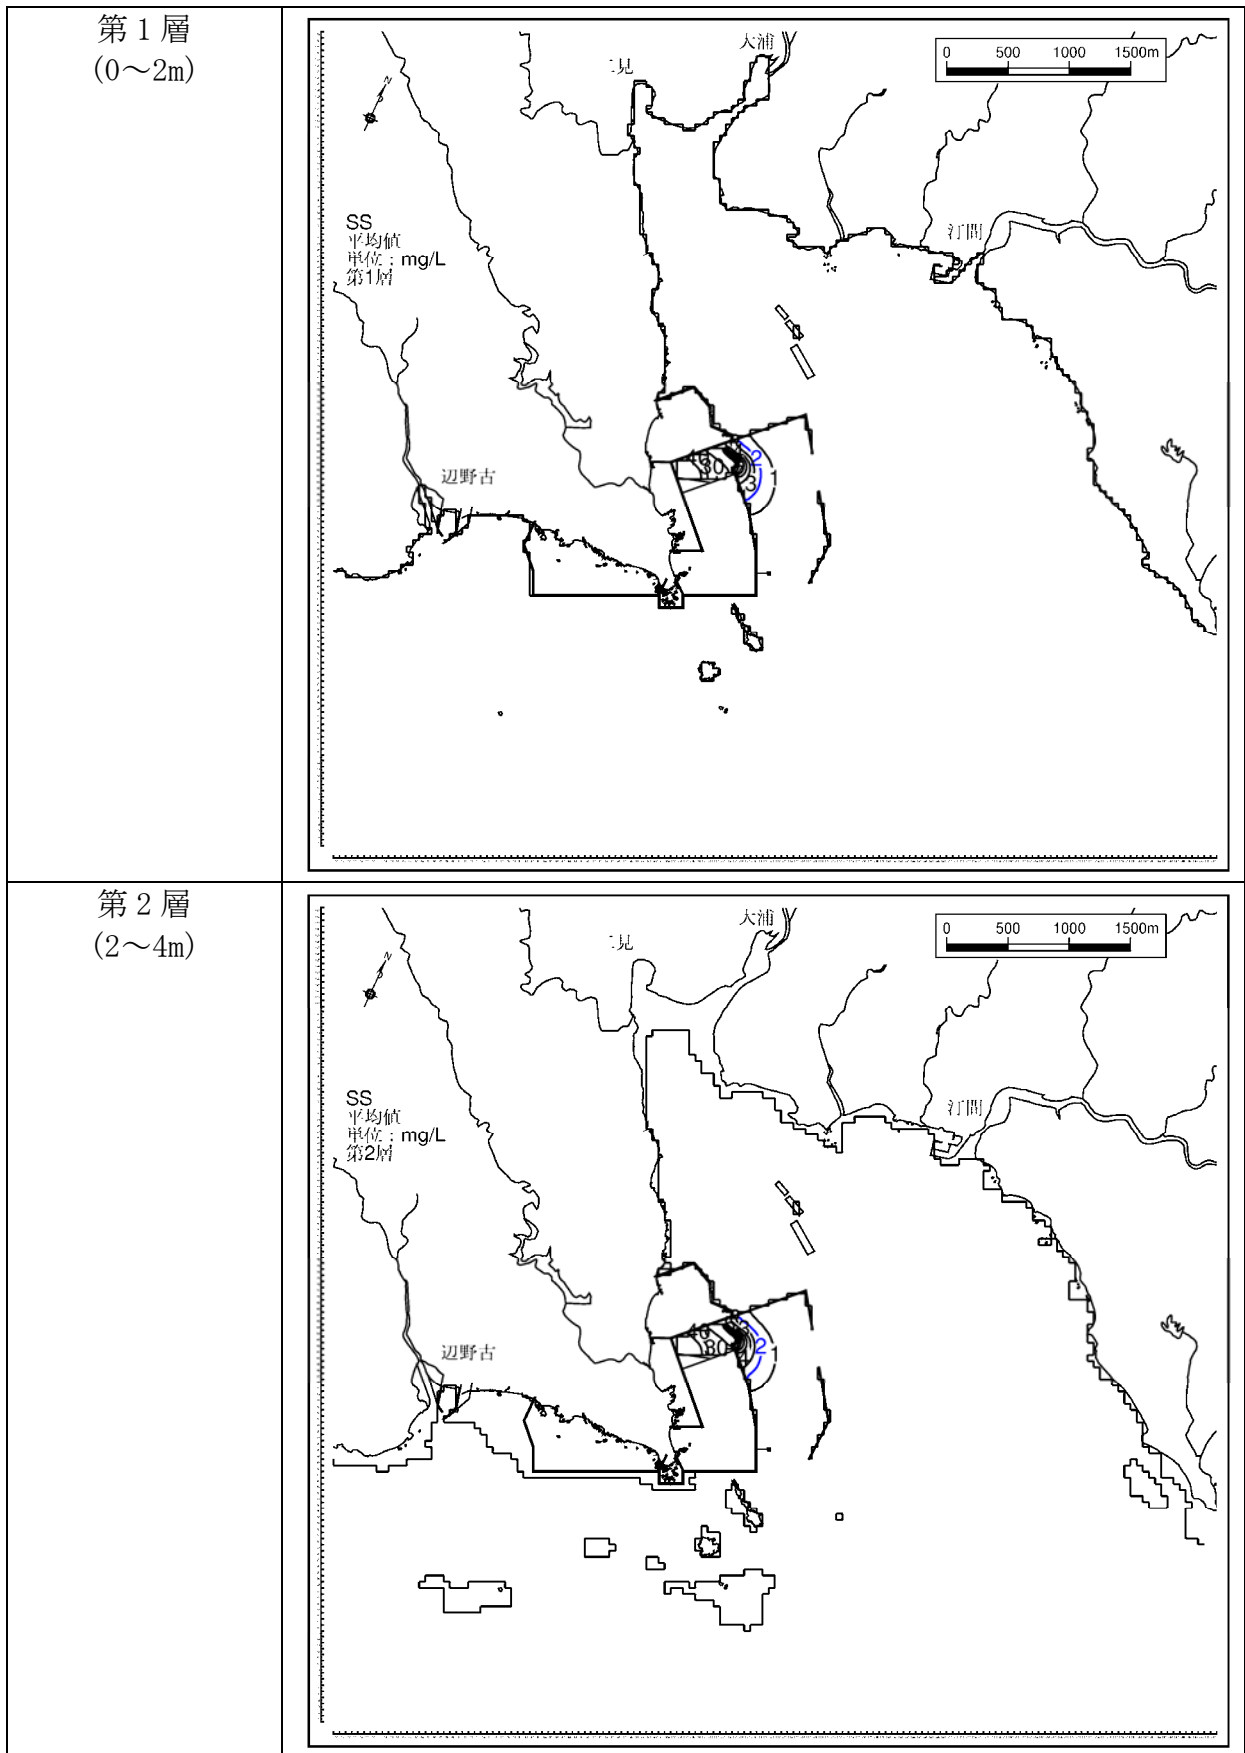 第1層
(0～2m)
大浦
二見
0 500 1000 1500m
N
SS
平均値
単位：mg/L
第1層
汀間
辺野古
30
2
3
1
第2層
(2～4m)
大浦
二見
0 500 1000 1500m
N
SS
平均値
単位：mg/L
第2層
汀間
辺野古
30
2
1